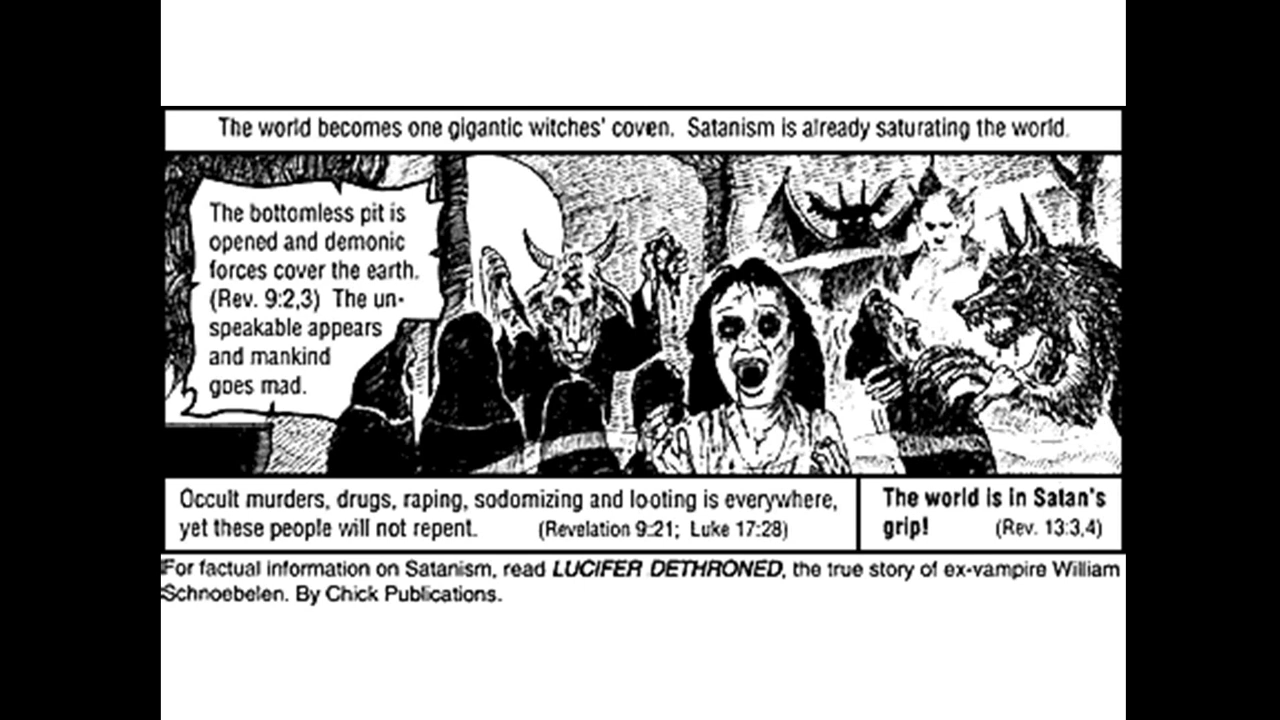 The world becomes one gigantic witches' coven. Satanism is already saturating the world.
The bottomless pit is
opened and demonic
forces cover the earth.
(Rev. 9:2,3) The un-
speakable appears
and mankind
goes mad.
Occult murders, drugs, raping, sodomizing and looting is everywhere,
yet these people will not repent. (Revelation 9:21; Luke 17:28)
The world is in Satan's
grip! (Rev. 13:3,4)
For factual information on Satanism, read LUCIFER DETHRONED, the true story of ex-vampire William
Schnoebelen. By Chick Publications.